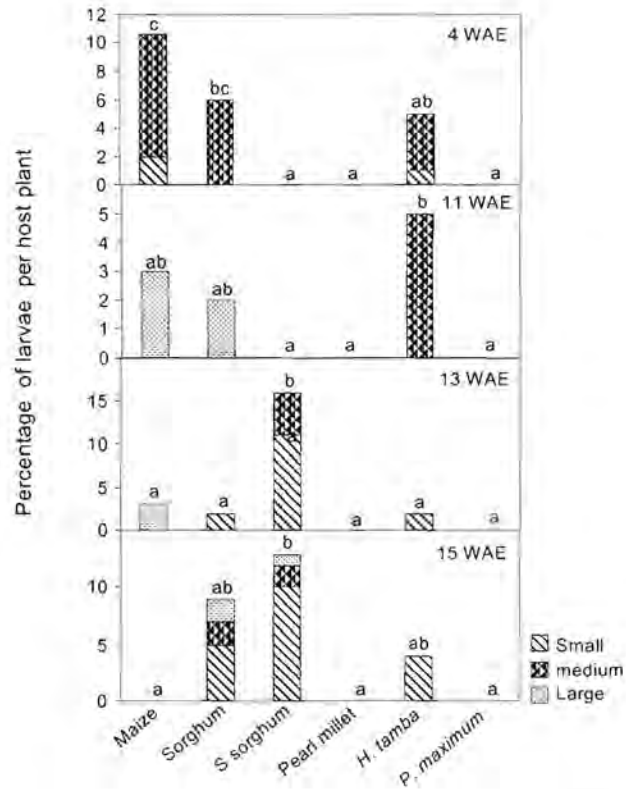 Percentage of larvae per host plant
12
10
8
6
4
2
0
c
bc
a
a
ab
a
4 WAE
5
4
3
2
1
0
ab
ab
a
a
b
a
11 WAE
15
10
5
0
a
a
b
a
a
a
13 WAE
10
5
0
a
ab
b
a
ab
a
15 WAE
Maize
Sorghum
S sorghum
Pearl millet
H. tamba
P. maximum
Small
medium
Large